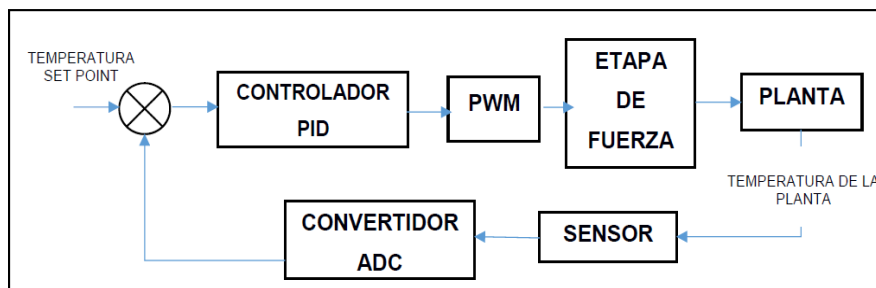 TEMPERATURA
SET POINT
CONTROLADOR
PID
PWM
ETAPA
DE
FUERZA
PLANTA
TEMPERATURA DE LA
PLANTA
SENSOR
CONVERTIDOR
ADC